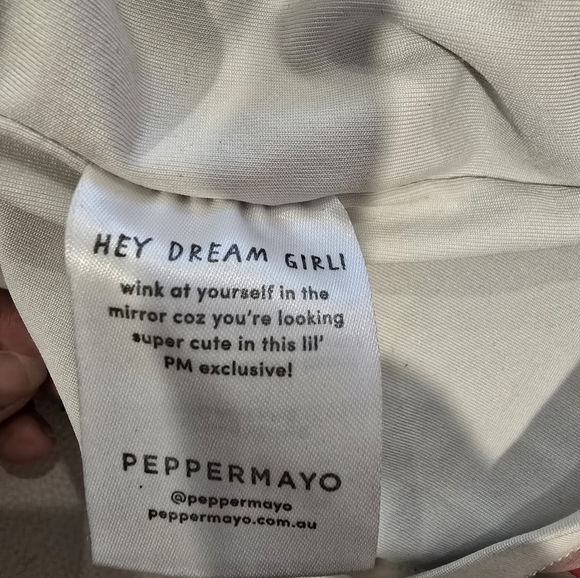 HEY DREAM GIRL!
wink at yourself in the
mirror coz you're looking
super cute in this lil'
PM exclusive!
PEPPERMAYO
@peppermayo
peppermayo.com.au